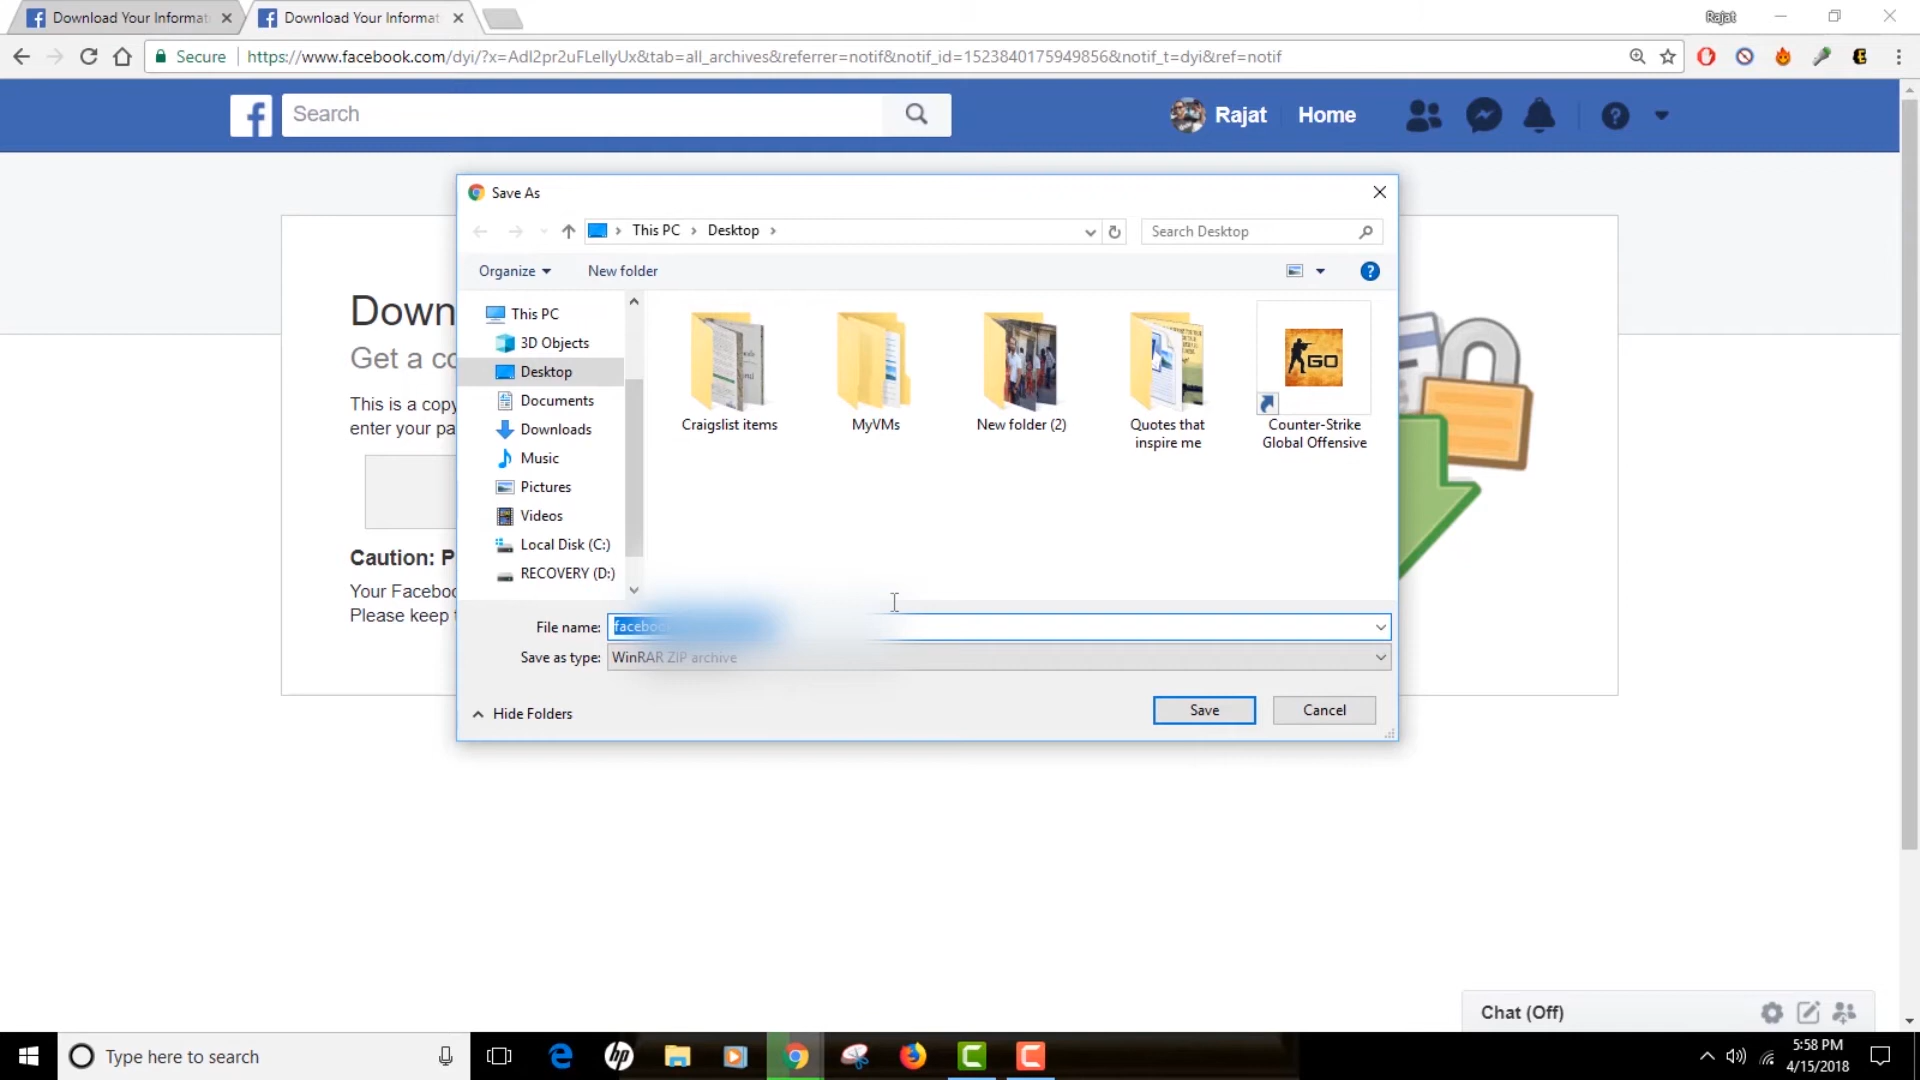 Download Your Informat
Download Your Informat
Rajat
Secure
https://www.facebook.com/dyi/?x=AdI2pr2uFLeIIyUx&tab=all_archives&referrer=notif&notif_id=1523840175949856&notif_t=dyi&ref=notif
Search
Rajat
Home
Save As
This PC
Desktop
Search Desktop
Organize
New folder
Down
Get a co
This is a copy
enter your pa
Caution: P
Your Faceboo
Please keep
This PC
3D Objects
Desktop
Documents
Downloads
Music
Pictures
Videos
Local Disk (C:)
RECOVERY (D:)
Craigslist items
MyVMs
New folder (2)
Quotes that
inspire me
GO
Counter-Strike
Global Offensive
File name:
Save as type: WinRAR ZIP archive
Hide Folders
Save
Cancel
Chat (Off)
Type here to search
hp
5:58 PM
4/15/2018